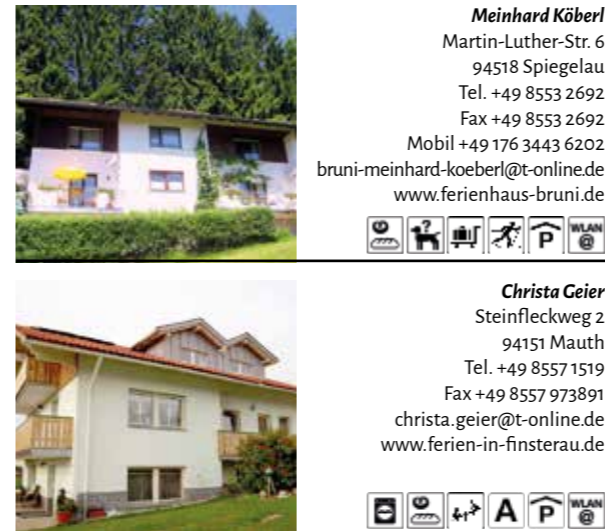 Meinhard Köberl
Martin-Luther-Str. 6
94518 Spiegelau
Tel. +49 8553 2692
Fax +49 8553 2692
Mobil +49 176 3443 6202
bruni-meinhard-koeberl@t-online.de
www.ferienhaus-bruni.de
? P WLAN @
Christa Geier
Steinfleckweg 2
94151 Mauth
Tel. +49 8557 1519
Fax +49 8557 973891
christa.geier@t-online.de
www.ferien-in-finsterau.de
A P WLAN @